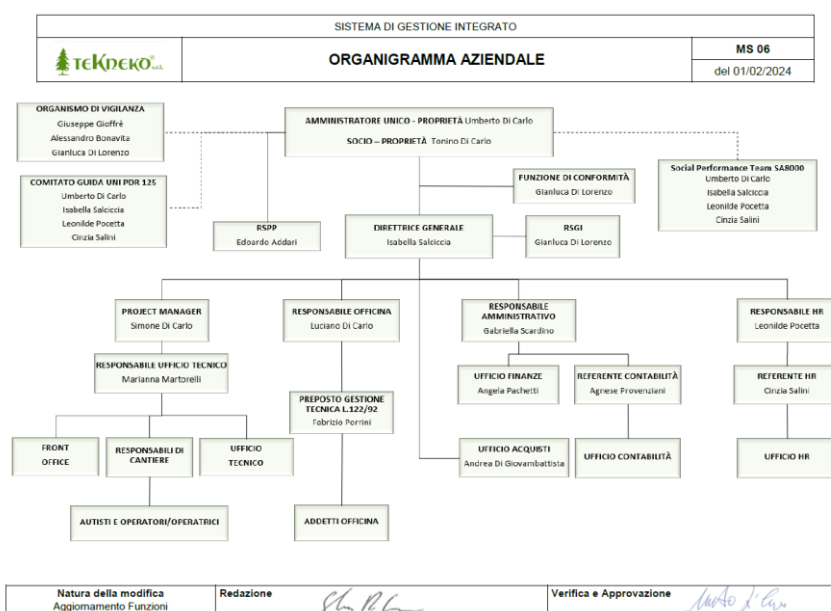 SISTEMA DI GESTIONE INTEGRATO
TEKNEKO
ORGANIGRAMMA AZIENDALE
MS 06
del 01/02/2024
ORGANISMO DI VIGILANZA
Giuseppe Gioffrè
Alessandro Bonavita
Gianluca Di Lorenzo
AMMINISTRATORE UNICO - PROPRIETÀ Umberto Di Carlo
SOCIO – PROPRIETÀ Tonino Di Carlo
COMITATO GUIDA UNI PDR 125
Umberto Di Carlo
Isabella Salciccia
Leonilde Pocetta
Cinzia Salini
FUNZIONE DI CONFORMITÀ
Gianluca Di Lorenzo
Social Performance Team SA8000
Umberto Di Carlo
Isabella Salciccia
Leonilde Pocetta
Cinzia Salini
RSPP
Edoardo Addari
DIRETTRICE GENERALE
Isabella Salciccia
RSGI
Gianluca Di Lorenzo
PROJECT MANAGER
Simone Di Carlo
RESPONSABILE OFFICINA
Luciano Di Carlo
RESPONSABILE
AMMINISTRATIVO
Gabriella Scardino
RESPONSABILE HR
Leonilde Pocetta
RESPONSABILE UFFICIO TECNICO
Marianna Martorelli
PREPOSTO GESTIONE
TECNICA L.122/92
Fabrizio Porrini
UFFICIO FINANZE
Angela Pachetti
REFERENTE CONTABILITÀ
Agnese Provenziani
REFERENTE HR
Cinzia Salini
FRONT
OFFICE
RESPONSABILI DI
CANTIERE
UFFICIO
TECNICO
UFFICIO ACQUISTI
Andrea Di Giovambattista
UFFICIO CONTABILITÀ
UFFICIO HR
AUTISTI E OPERATORI/OPERATRICI
ADDETTI OFFICINA
Natura della modifica
Aggiornamento Funzioni
Redazione
Verifica e Approvazione